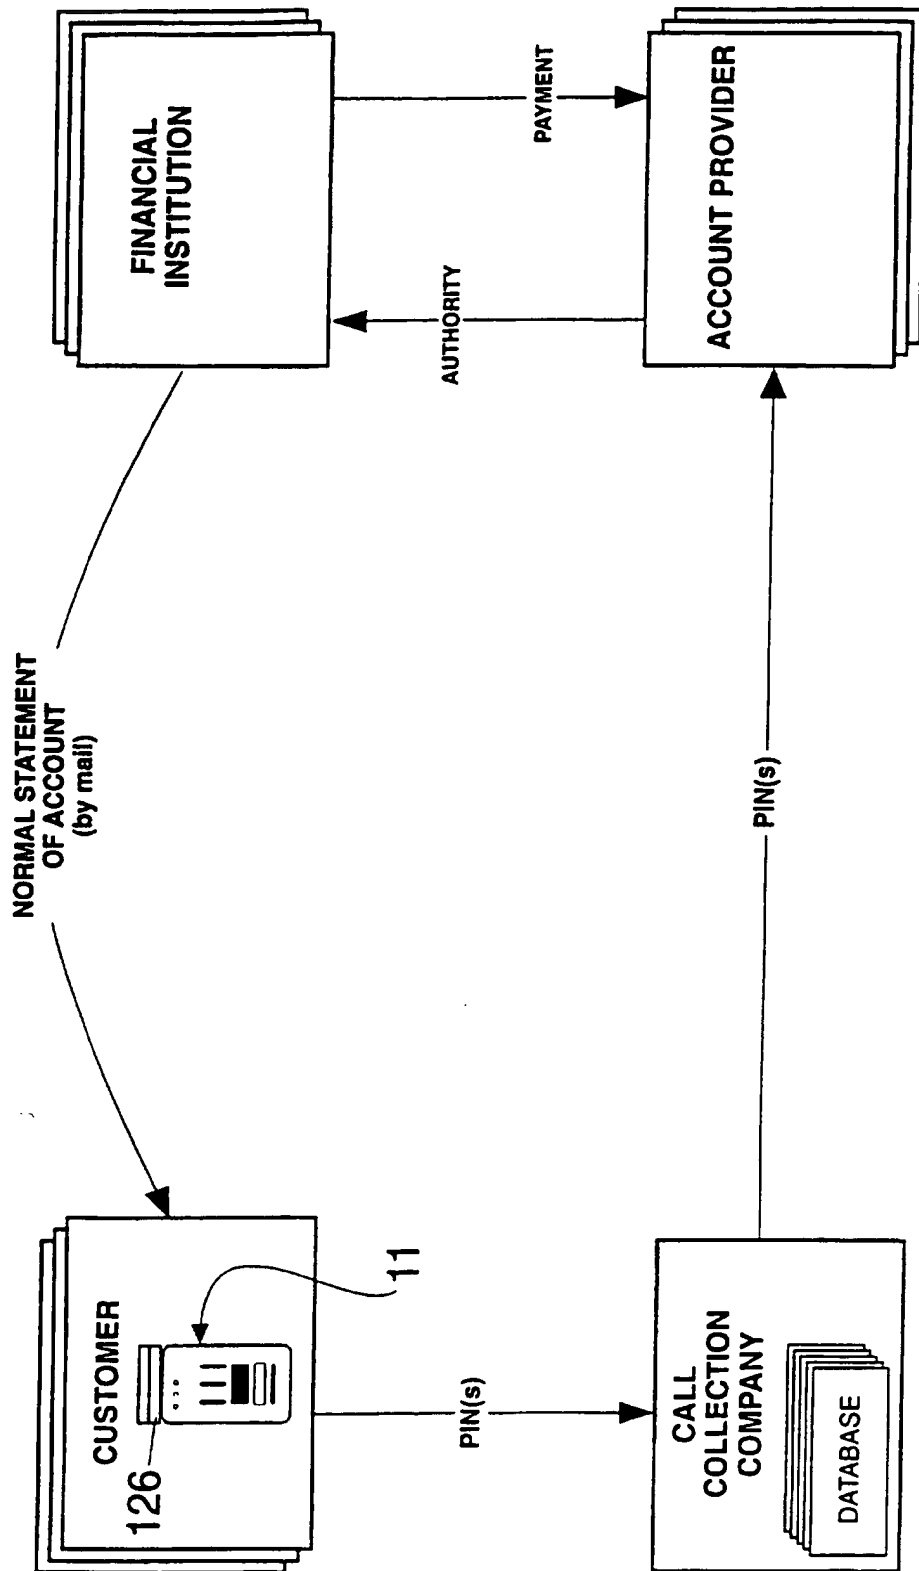 NORMAL STATEMENT
OF ACCOUNT
(by mail)
CUSTOMER
126
11
FINANCIAL
INSTITUTION
PIN(s)
AUTHORITY
PAYMENT
CALL
COLLECTION
COMPANY
DATABASE
PIN(s)
ACCOUNT PROVIDER